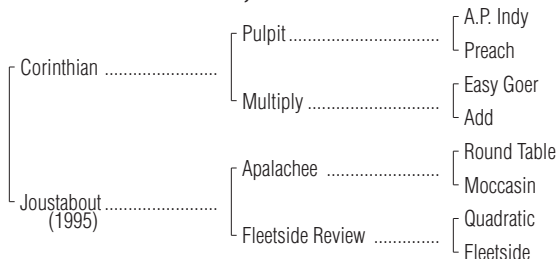 A.P. Indy
Pulpit
Preach
Corinthian
Easy Goer
Multiply
Add
Round Table
Apalachee
Moccasin
Joustabout
(1995)
Quadratic
Fleetside Review
Fleetside